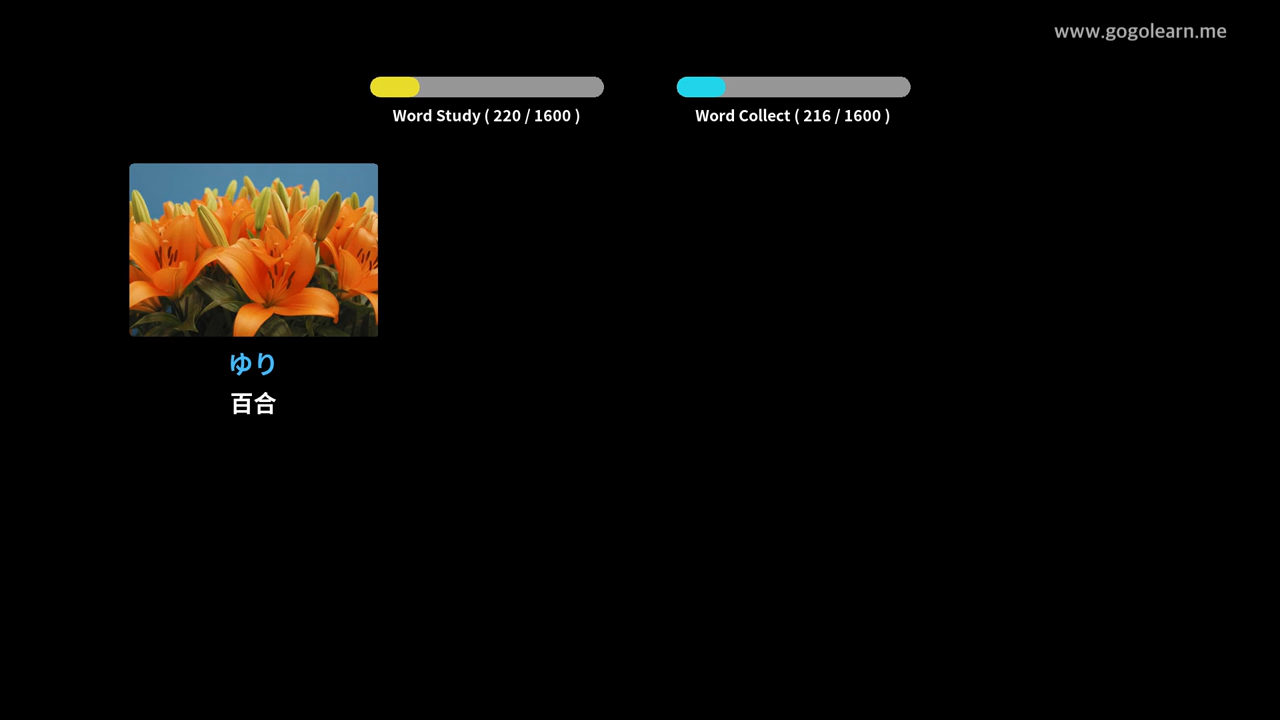 www.gogolearn.me
Word Study ( 220 / 1600 )
Word Collect ( 216 / 1600 )
ゆり
百合